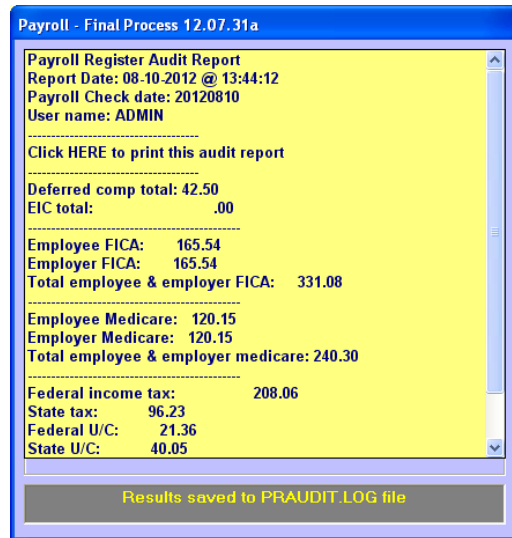 Payroll - Final Process 12.07.31a
Payroll Register Audit Report
Report Date: 08-10-2012 @ 13:44:12
Payroll Check date: 20120810
User name: ADMIN
------------------------------------
Click HERE to print this audit report
------------------------------------
Deferred comp total: 42.50
EIC total: .00
---------------------------------------------
Employee FICA: 165.54
Employer FICA: 165.54
Total employee & employer FICA: 331.08
---------------------------------------------
Employee Medicare: 120.15
Employer Medicare: 120.15
Total employee & employer medicare: 240.30
---------------------------------------------
Federal income tax: 208.06
State tax: 96.23
Federal U/C: 21.36
State U/C: 40.05
Results saved to PRAUDIT.LOG file